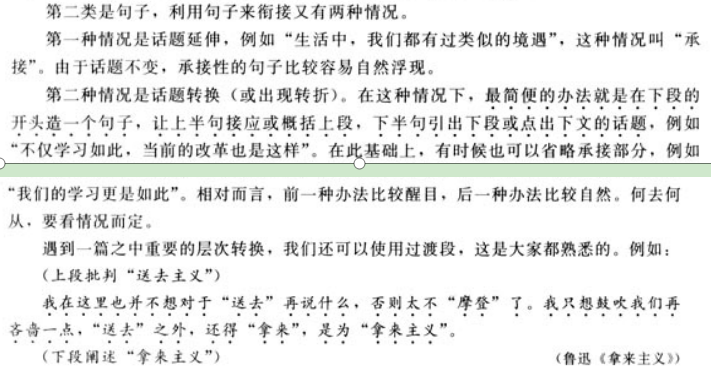 第二类是句子，利用句子来衔接又有两种情况。
第一种情况是话题延伸，例如“生活中，我们都有过类似的境遇”，这种情况叫“承
接”。由于话题不变，承接性的句子比较容易自然浮现。
第二种情况是话题转换（或出现转折）。在这种情况下，最简便的办法就是在下段的
开头造一个句子，让上半句接应或概括上段，下半句引出下段或点出下文的话题，例如
“不仅学习如此，当前的改革也是这样”。在此基础上，有时候也可以省略承接部分，例如
“我们的学习更是如此”。相对而言，前一种办法比较醒目，后一种办法比较自然。何去何
从，要看情况而定。
遇到一篇之中重要的层次转换，我们还可以使用过渡段，这是大家都熟悉的。例如：
（上段批判“送去主义”）
我在这里也并不想对于“送去”再说什么，否则太不“摩登”了。我只想鼓吹我们再
吝啬一点，“送去”之外，还得“拿来”，是为“拿来主义”。
（下段阐述“拿来主义”）（鲁迅《拿来主义》）